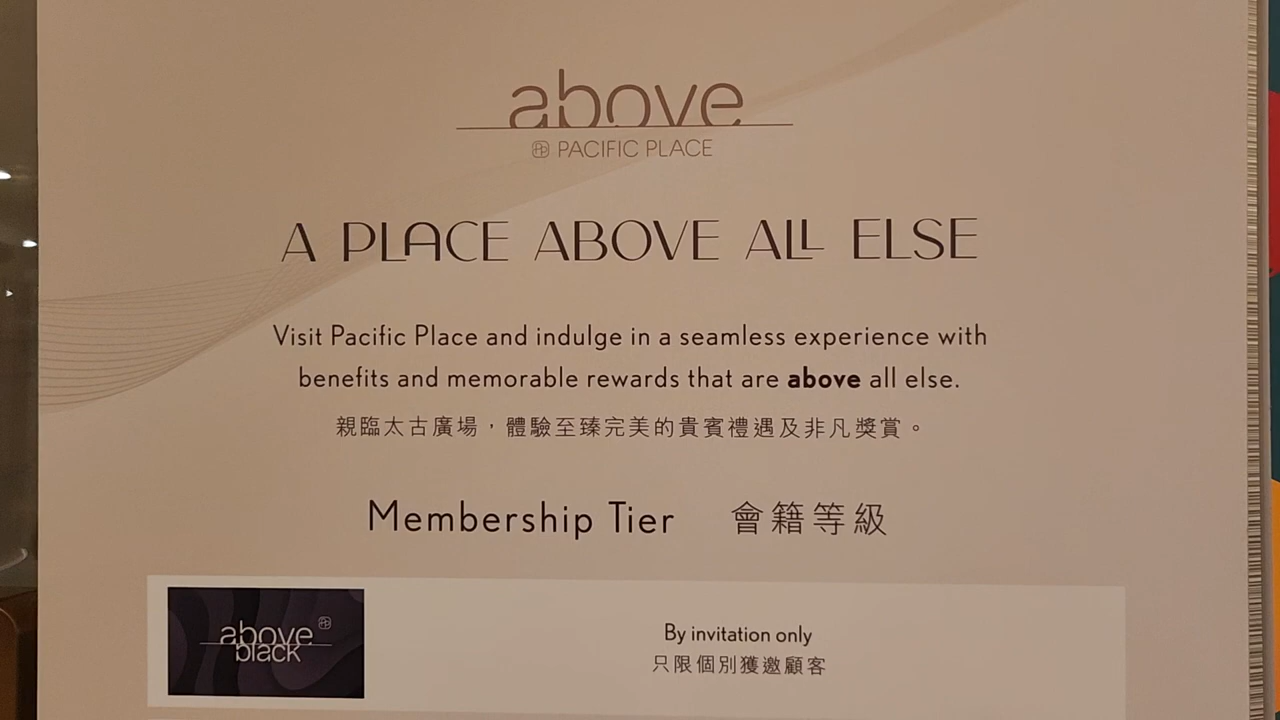 above
PACIFIC PLACE
A PLACE ABOVE ALL ELSE
Visit Pacific Place and indulge in a seamless experience with
benefits and memorable rewards that are above all else.
親臨太古廣場，體驗至臻完美的貴賓禮遇及非凡獎賞。
Membership Tier 會籍等級
above
black
By invitation only
只限個別獲邀顧客